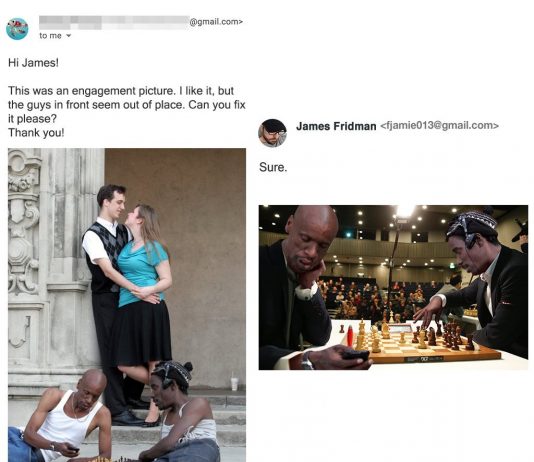 @gmail.com>
to me
Hi James!
This was an engagement picture. I like it, but
the guys in front seem out of place. Can you fix
it please?
Thank you!
James Fridman <fjamie013@gmail.com>
Sure.